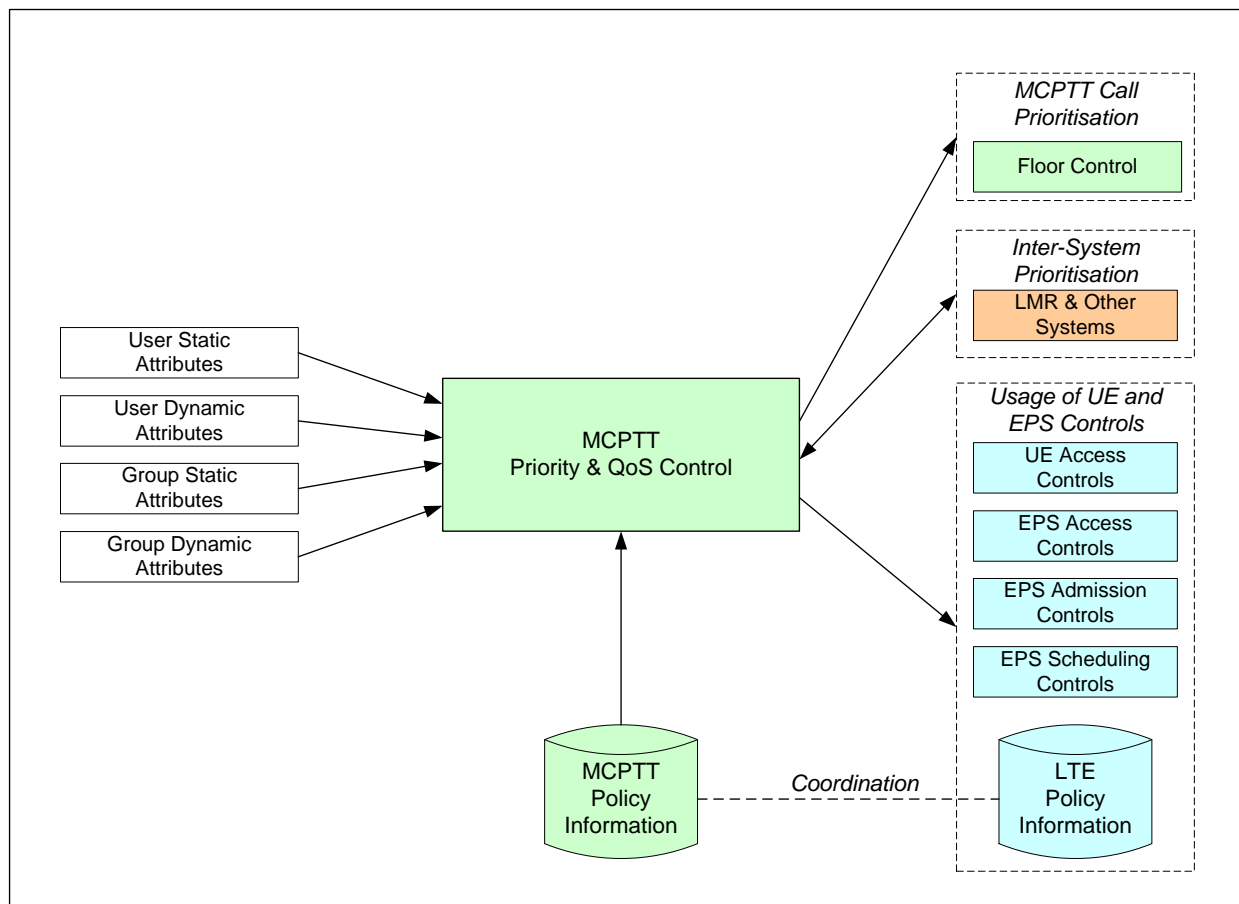 MCPTT Call
Prioritisation
Floor Control
Inter-System
Prioritisation
LMR & Other
Systems
User Static
Attributes
User Dynamic
Attributes
Group Static
Attributes
Group Dynamic
Attributes
MCPTT
Priority & QoS Control
Usage of UE and
EPS Controls
UE Access
Controls
EPS Access
Controls
EPS Admission
Controls
EPS Scheduling
Controls
MCPTT
Policy
Information
Coordination
LTE
Policy
Information